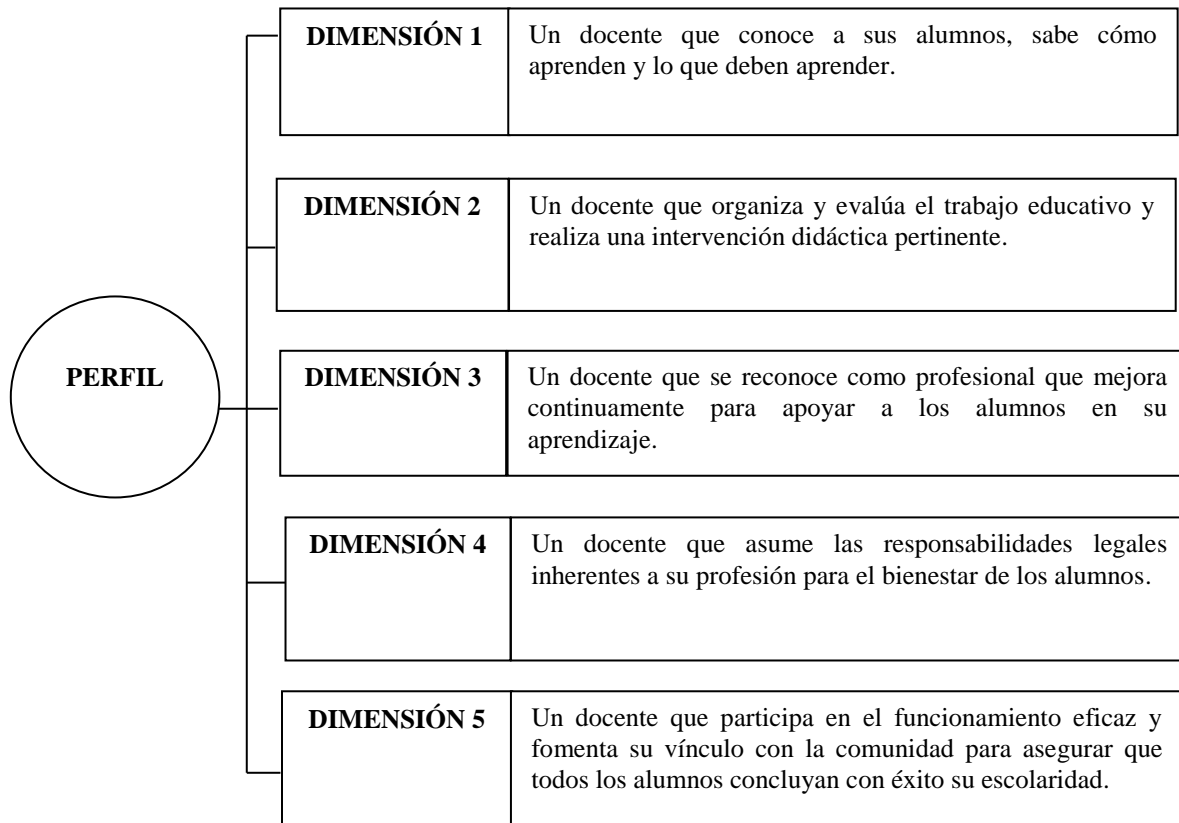 PERFIL
DIMENSIÓN 1
Un docente que conoce a sus alumnos, sabe cómo
aprenden y lo que deben aprender.
DIMENSIÓN 2
Un docente que organiza y evalúa el trabajo educativo y
realiza una intervención didáctica pertinente.
DIMENSIÓN 3
Un docente que se reconoce como profesional que mejora
continuamente para apoyar a los alumnos en su
aprendizaje.
DIMENSIÓN 4
Un docente que asume las responsabilidades legales
inherentes a su profesión para el bienestar de los alumnos.
DIMENSIÓN 5
Un docente que participa en el funcionamiento eficaz y
fomenta su vínculo con la comunidad para asegurar que
todos los alumnos concluyan con éxito su escolaridad.